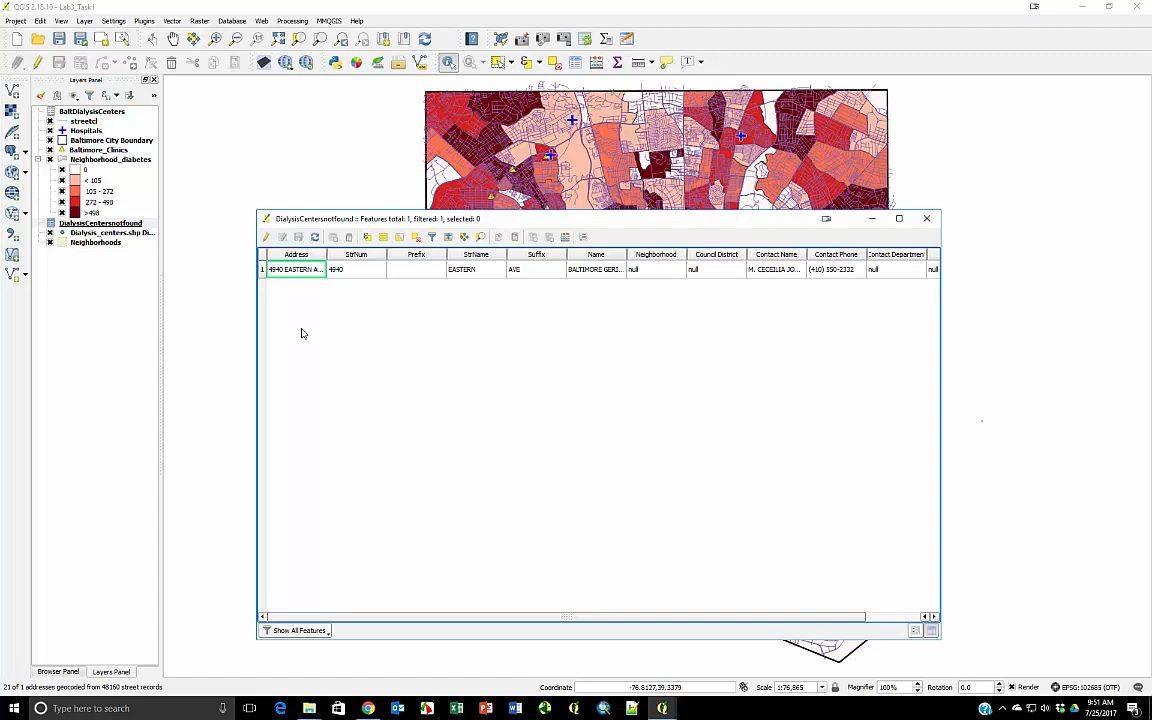 QGIS 2.18.10 - Lab3_Task1
Project Edit View Layer Settings Plugins Vector Raster Database Web Processing MMQGIS Help
Layers Panel
BaltDialysisCenters
streetcl
Hospitals
Baltimore City Boundary
Baltimore_Clinics
Neighborhood_diabetes
0
< 105
105 - 272
272 - 498
>498
DialysisCentersnotfound
Dialysis_centers.shp Di...
Neighborhoods
DialysisCentersnotfound :: Features total: 1, filtered: 1, selected: 0
Address StrNum Prefix StrName Suffix Name Neighborhood Council District Contact Name Contact Phone Contact Department
1 4940 EASTERN A... 4940 EASTERN AVE BALTIMORE GERI... null null M. CECEILIA JO... (410) 550-2332 null null
Show All Features
Browser Panel Layers Panel
21 of 1 addresses geocoded from 48160 street records
Coordinate -76.8127,39.3379 Scale 1:76,865 Magnifier 100% Rotation 0.0 Render EPSG:102685 (OTF)
Type here to search
9:51 AM
7/25/2017